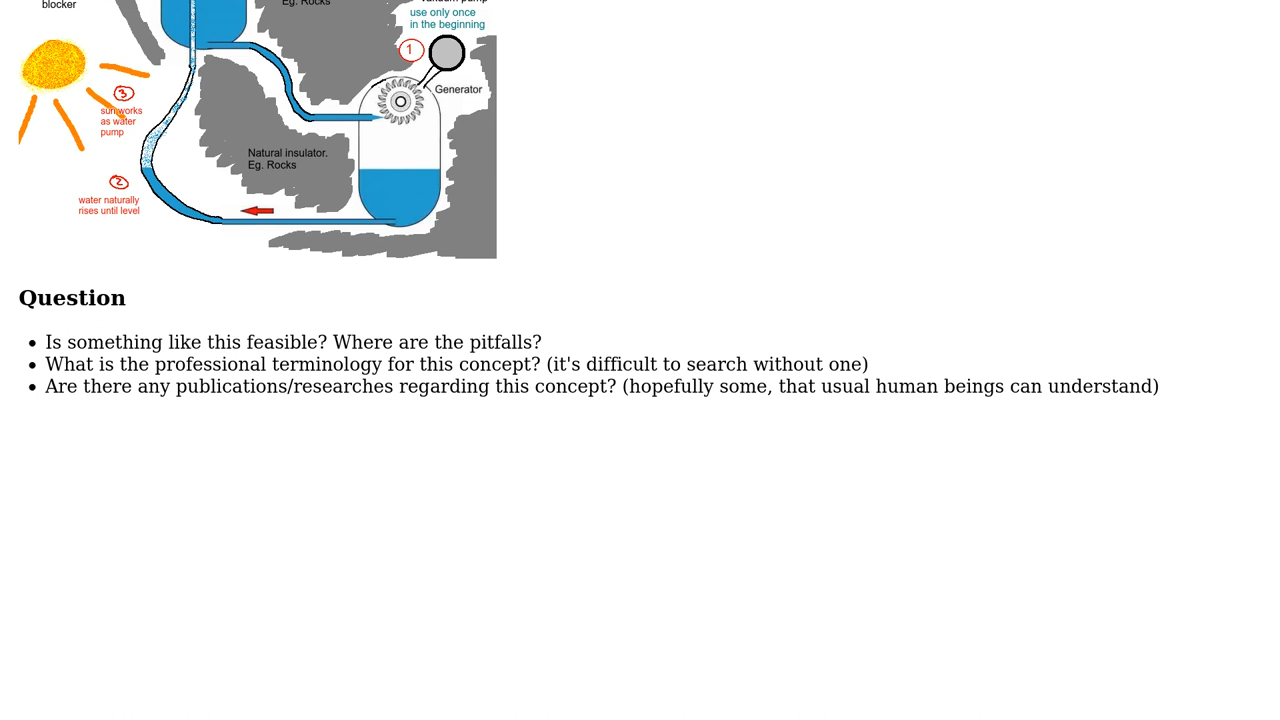 blocker
Eg. Rocks
use only once
in the beginning
1
Generator
3
sun works
as water
pump
Natural insulator.
Eg. Rocks
2
water naturally
rises until level
Question
Is something like this feasible? Where are the pitfalls?
What is the professional terminology for this concept? (it's difficult to search without one)
Are there any publications/researches regarding this concept? (hopefully some, that usual human beings can understand)